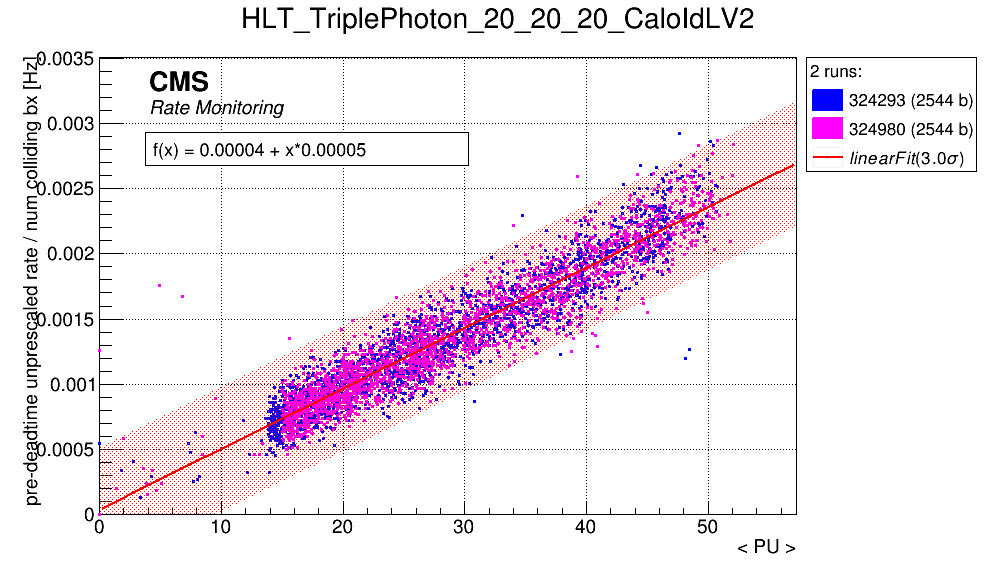 HLT_TriplePhoton_20_20_20_CaloIdLV2
pre-deadtime unprescaled rate / num colliding bx [Hz]
0.0035
0.003
0.0025
0.002
0.0015
0.001
0.0005
0
CMS
Rate Monitoring
f(x) = 0.00004 + x*0.00005
2 runs:
324293 (2544 b)
324980 (2544 b)
linearFit(3.0σ)
0 10 20 30 40 50
< PU >